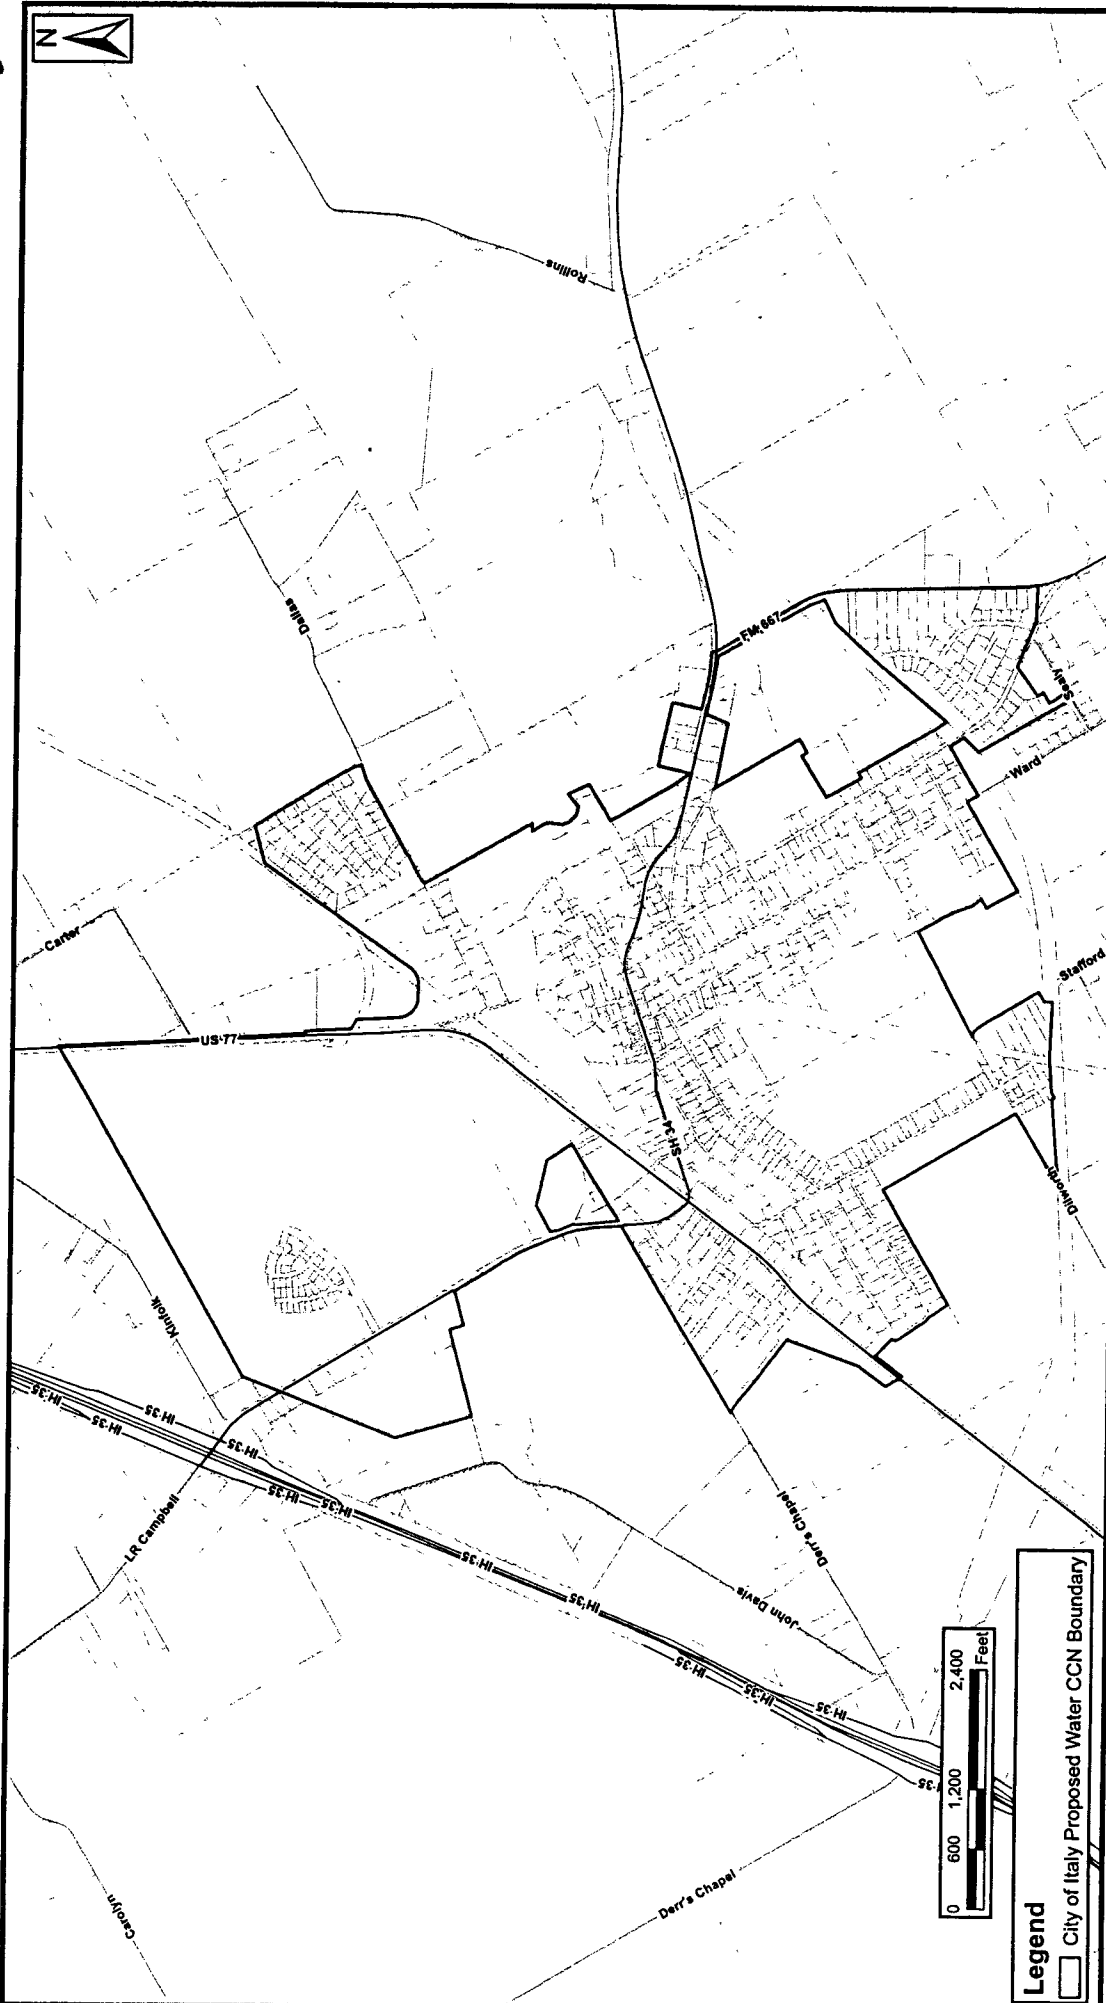 N
Carter
US 77
Dallas
Rollins
Kinfolk
IH 35
IH 35
IH 35
IH 35
IH 35
IH 35
IH 35
IH 35
IH 35
IH 35
IH 35
LR Campbell
Carolyn
FM 667
SH 34
Sealy
Ward
Stafford
Dilworth
Derr's Chapel
John Davis
Derr's Chapel
0 600 1,200 2,400
Feet
Legend
City of Italy Proposed Water CCN Boundary